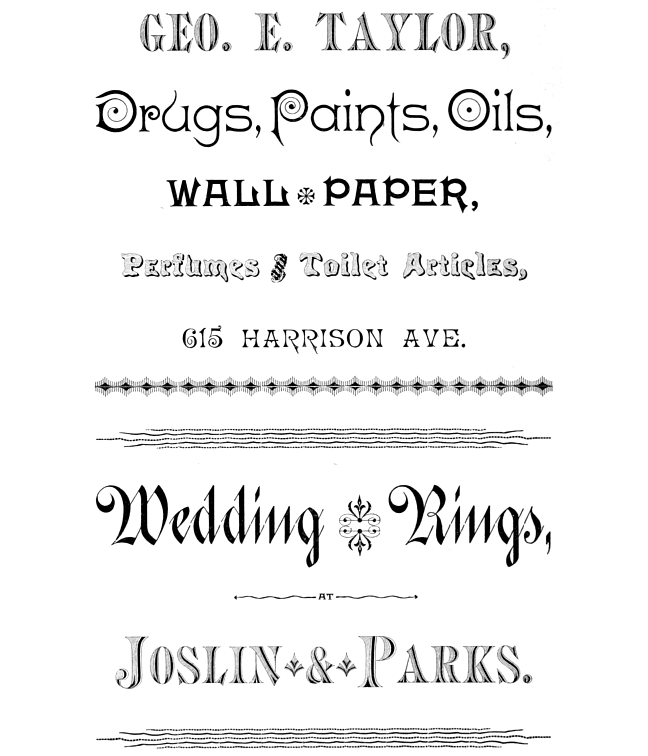 GEO. E. TAYLOR,
Drugs, Paints, Oils,
WALL PAPER,
Perfumes & Toilet Articles,
615 HARRISON AVE.
Wedding Rings,
AT
JOSLIN & PARKS.